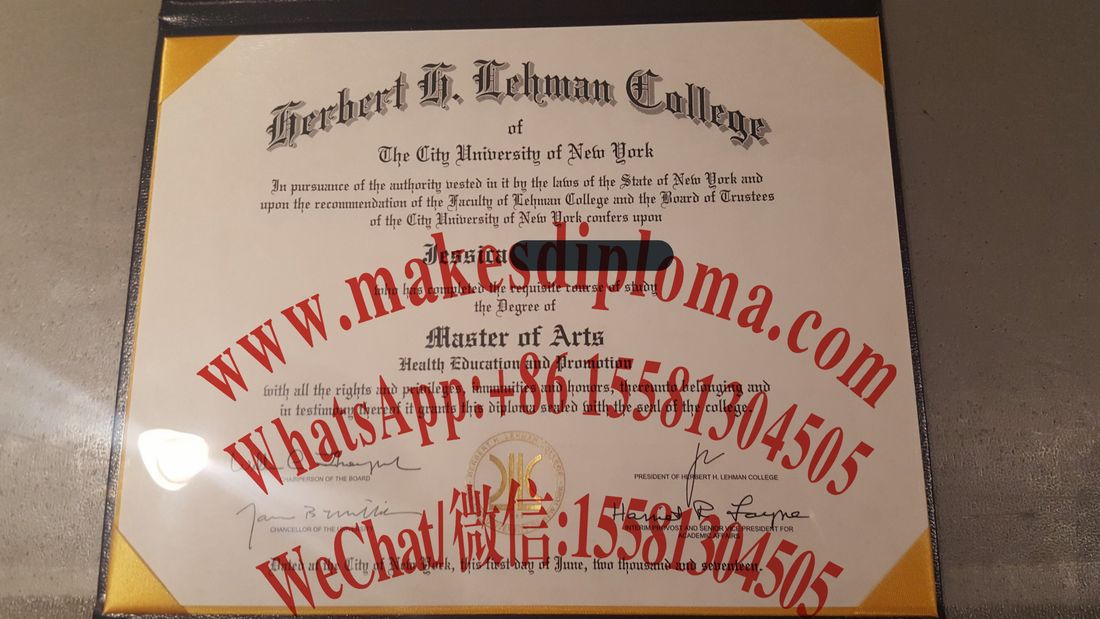 Herbert H. Lehman College
of
The City University of New York
In pursuance of the authority vested in it by the laws of the State of New York and
upon the recommendation of the Faculty of Lehman College and the Board of Trustees
of the City University of New York confers upon
Jessica
www.makesdiploma.com
who has completed the requisite course of study
the Degree of
Master of Arts
Health Education and Promotion
WhatsApp:+86 15581304505
with all the rights and privileges, immunities and honors, thereunto belonging and
in testimony thereof it grants this diploma sealed with the seal of the college.
CHAIRPERSON OF THE BOARD
PRESIDENT OF HERBERT H. LEHMAN COLLEGE
CHANCELLOR OF THE UNIVERSITY
INTERIM PROVOST AND SENIOR VICE PRESIDENT FOR
ACADEMIC AFFAIRS
WeChat/微信:15581304505
Dated at the City of New York, this first day of June, two thousand and seventeen.